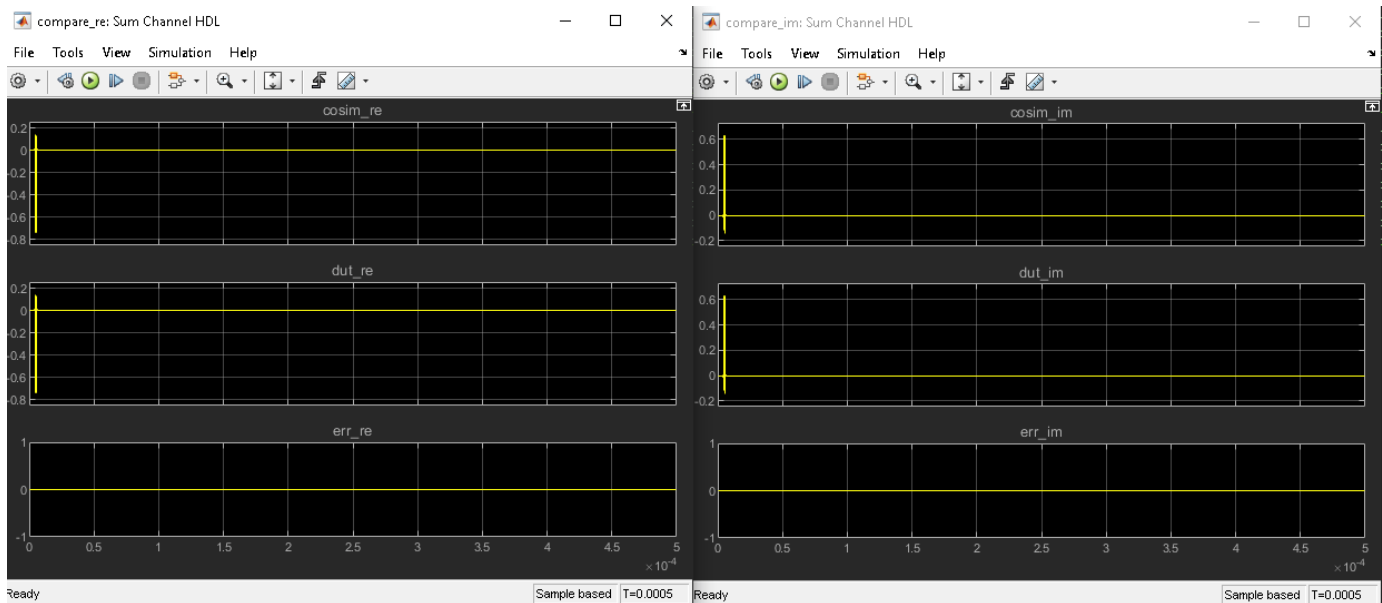 compare_re: Sum Channel HDL
File Tools View Simulation Help
cosim_re
0.2
0
-0.2
-0.4
-0.6
-0.8
dut_re
0.2
0
-0.2
-0.4
-0.6
-0.8
err_re
1
0
-1
0 0.5 1 1.5 2 2.5 3 3.5 4 4.5 5
×10-4
Ready Sample based T=0.0005
compare_im: Sum Channel HDL
File Tools View Simulation Help
cosim_im
0.6
0.4
0.2
0
-0.2
dut_im
0.6
0.4
0.2
0
-0.2
err_im
1
0
-1
0 0.5 1 1.5 2 2.5 3 3.5 4 4.5 5
×10-4
Ready Sample based T=0.0005